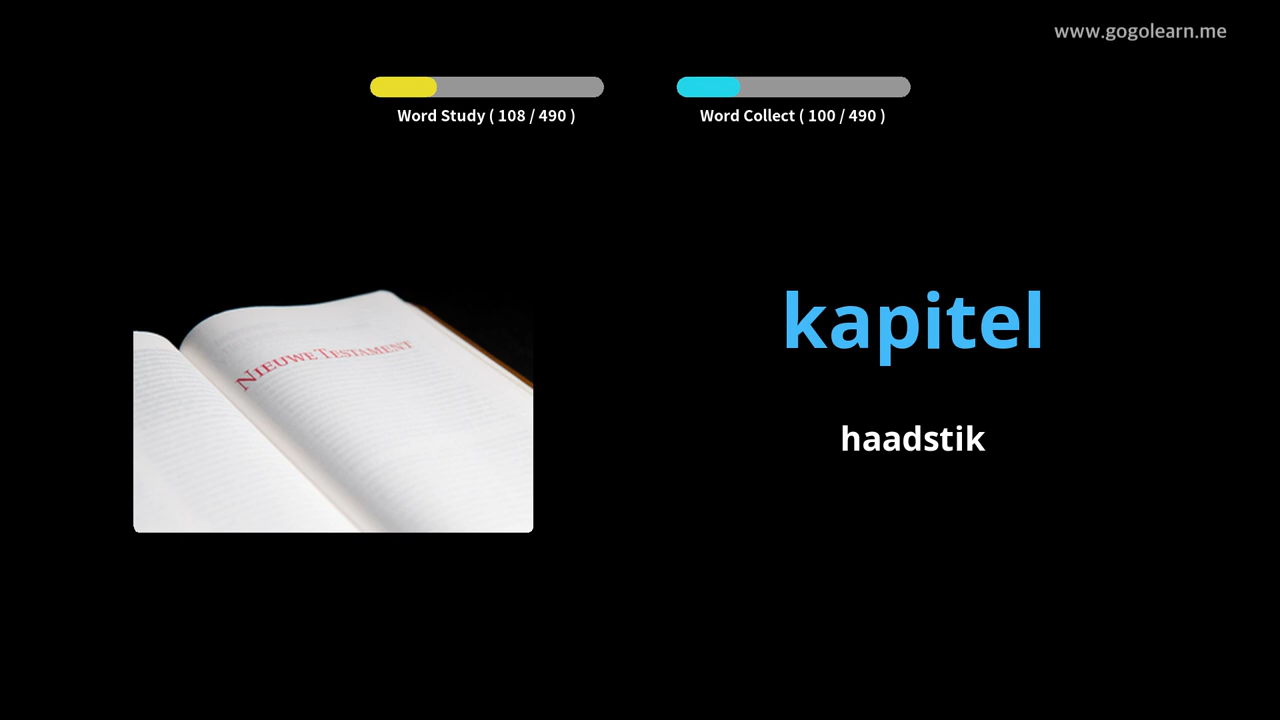 www.gogolearn.me
Word Study ( 108 / 490 )
Word Collect ( 100 / 490 )
NIEUWE TESTAMENT
kapitel
haadstik